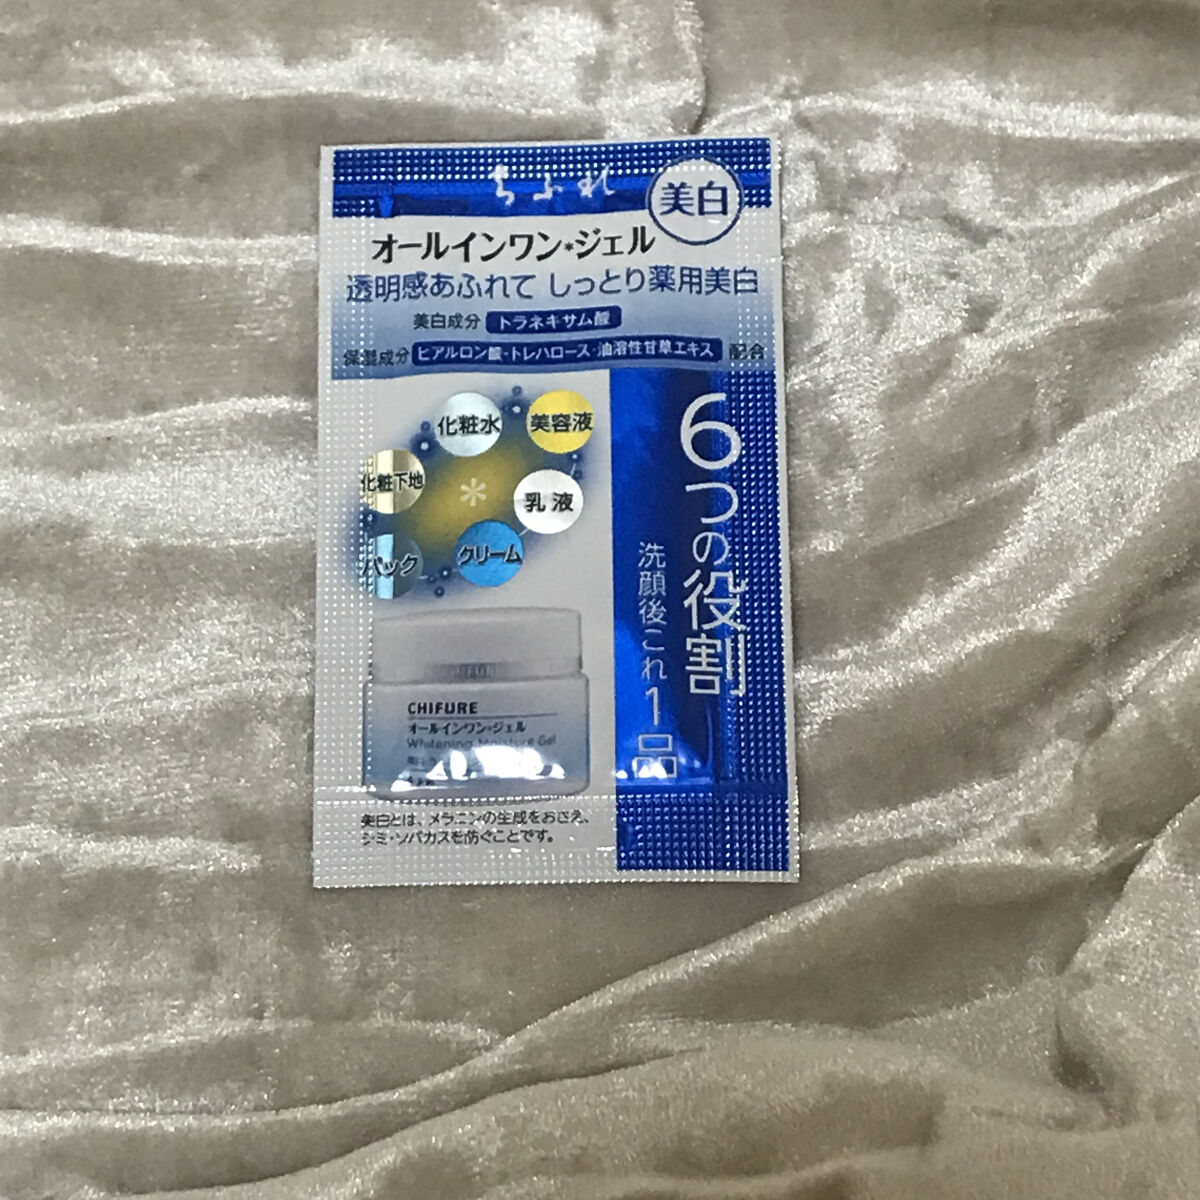 ちふれ
美白
オールインワン*ジェル
透明感あふれて しっとり薬用美白
美白成分 トラネキサム酸
保湿成分 ヒアルロン酸・トレハロース・油溶性甘草エキス 配合
化粧水
美容液
化粧下地
乳液
パック
クリーム
6つの役割
洗顔後これ1品
CHIFURE
オールインワン*ジェル
Whitening Moisture Gel
美白とは、メラニンの生成をおさえ、
シミ・ソバカスを防ぐことです。